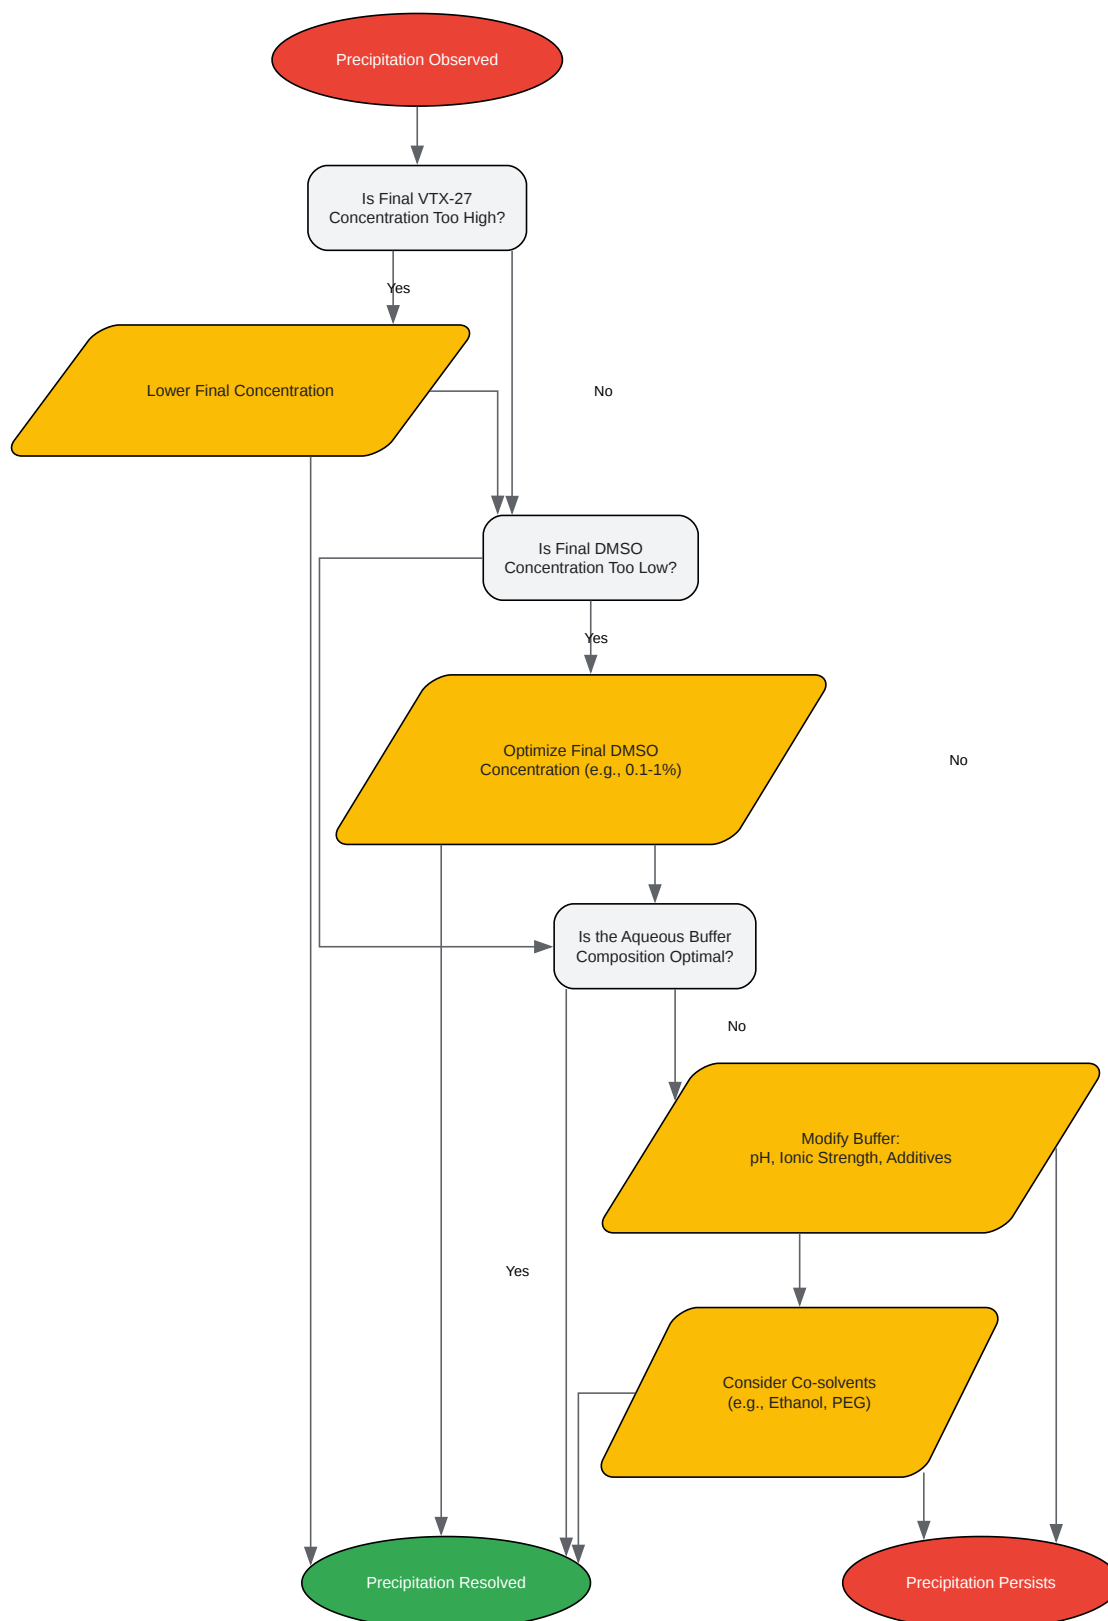 Precipitation Observed
Is Final VTX-27
Concentration Too High?
Yes
Lower Final Concentration
No
Is Final DMSO
Concentration Too Low?
Yes
Optimize Final DMSO
Concentration (e.g., 0.1-1%)
No
Is the Aqueous Buffer
Composition Optimal?
No
Modify Buffer:
pH, Ionic Strength, Additives
Yes
Consider Co-solvents
(e.g., Ethanol, PEG)
Precipitation Resolved
Precipitation Persists